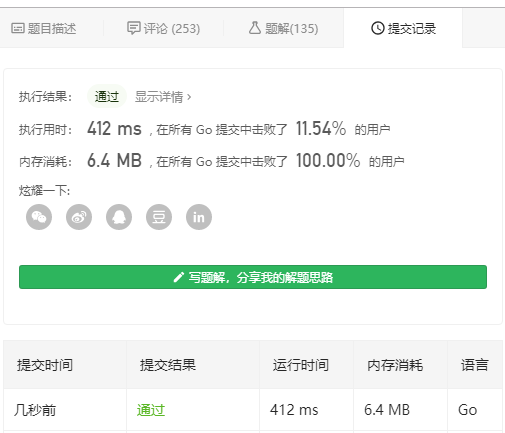 题目描述 评论 (253) 题解(135) 提交记录
执行结果： 通过 显示详情 ›
执行用时： 412 ms , 在所有 Go 提交中击败了 11.54% 的用户
内存消耗： 6.4 MB , 在所有 Go 提交中击败了 100.00% 的用户
炫耀一下:
豆 in
写题解，分享我的解题思路
提交时间 提交结果 运行时间 内存消耗 语言
几秒前 通过 412 ms 6.4 MB Go